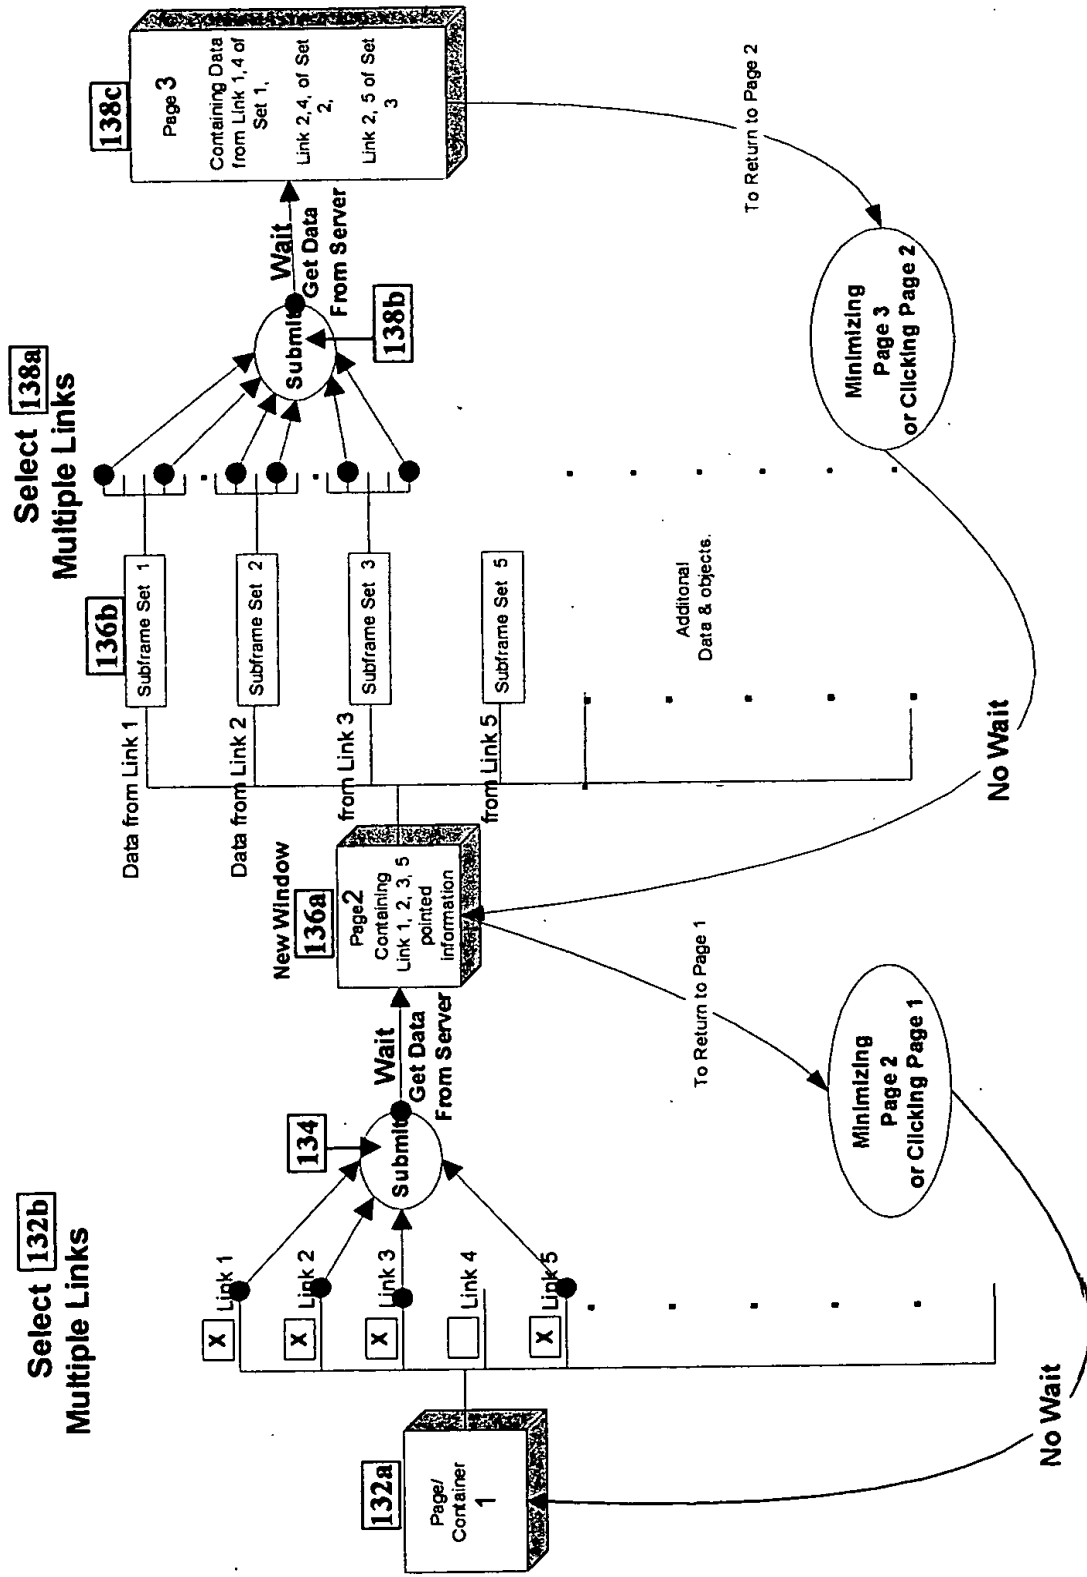 Select 132b
Multiple Links
132a
Page/
Container
1
X Link 1
X Link 2
X Link 3
Link 4
X Link 5
134
Submit
Wait
Get Data
From Server
New Window
136a
Page2
Containing
Link 1, 2, 3, 5
pointed
information
To Return to Page 1
Minimizing
Page 2
or Clicking Page 1
No Wait
Data from Link 1
Data from Link 2
from Link 3
from Link 5
136b
Subframe Set 1
Subframe Set 2
Subframe Set 3
Subframe Set 5
Additonal
Data & objects.
Select 138a
Multiple Links
Submit
138b
Wait
Get Data
From Server
138c
Page 3
Containing Data
from Link 1,4 of
Set 1,
Link 2,4, of Set
2,
Link 2, 5 of Set
3
To Return to Page 2
Minimizing
Page 3
or Clicking Page 2
No Wait